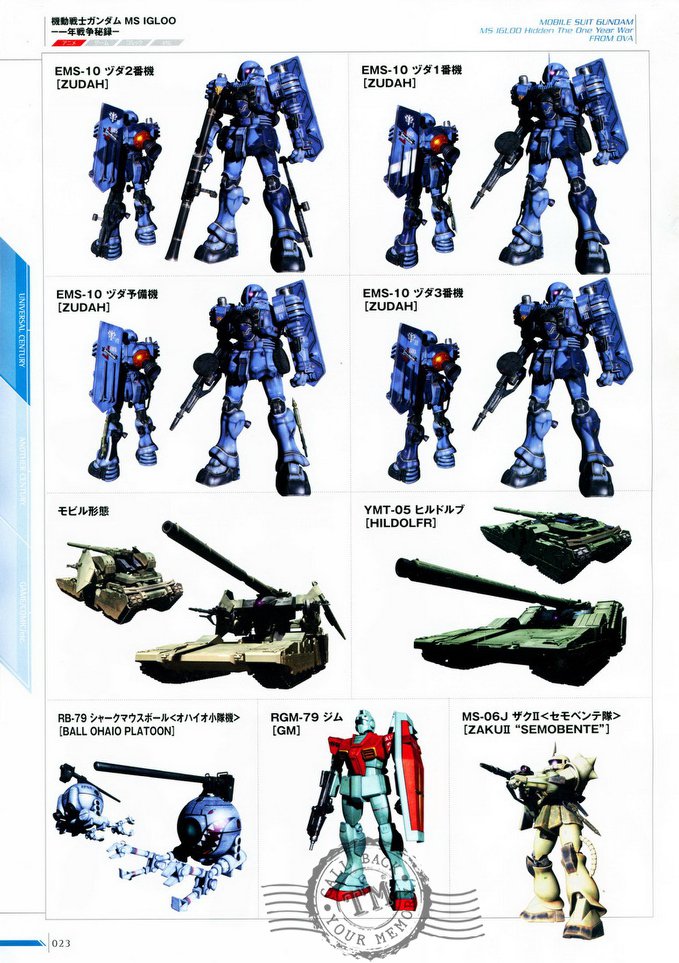 機動戦士ガンダム MS IGLOO
—一年戦争秘録—
アニメ
MOBILE SUIT GUNDAM
MS IGLOO Hidden The One Year War
FROM OVA
EMS-10 ヅダ2番機
[ZUDAH]
EMS-10 ヅダ1番機
[ZUDAH]
EMS-10 ヅダ予備機
[ZUDAH]
EMS-10 ヅダ3番機
[ZUDAH]
モビル形態
YMT-05 ヒルドルブ
[HILDOLFR]
RB-79 シャークマウスボール<オハイオ小隊機>
[BALL OHAIO PLATOON]
RGM-79 ジム
[GM]
MS-06J ザクII<セモベンテ隊>
[ZAKUII "SEMOBENTE"]
UNIVERSAL CENTURY
ANOTHER CENTURY
GAME/COMIC/etc.
CALL BACK
TM
YOUR MEMORY
023